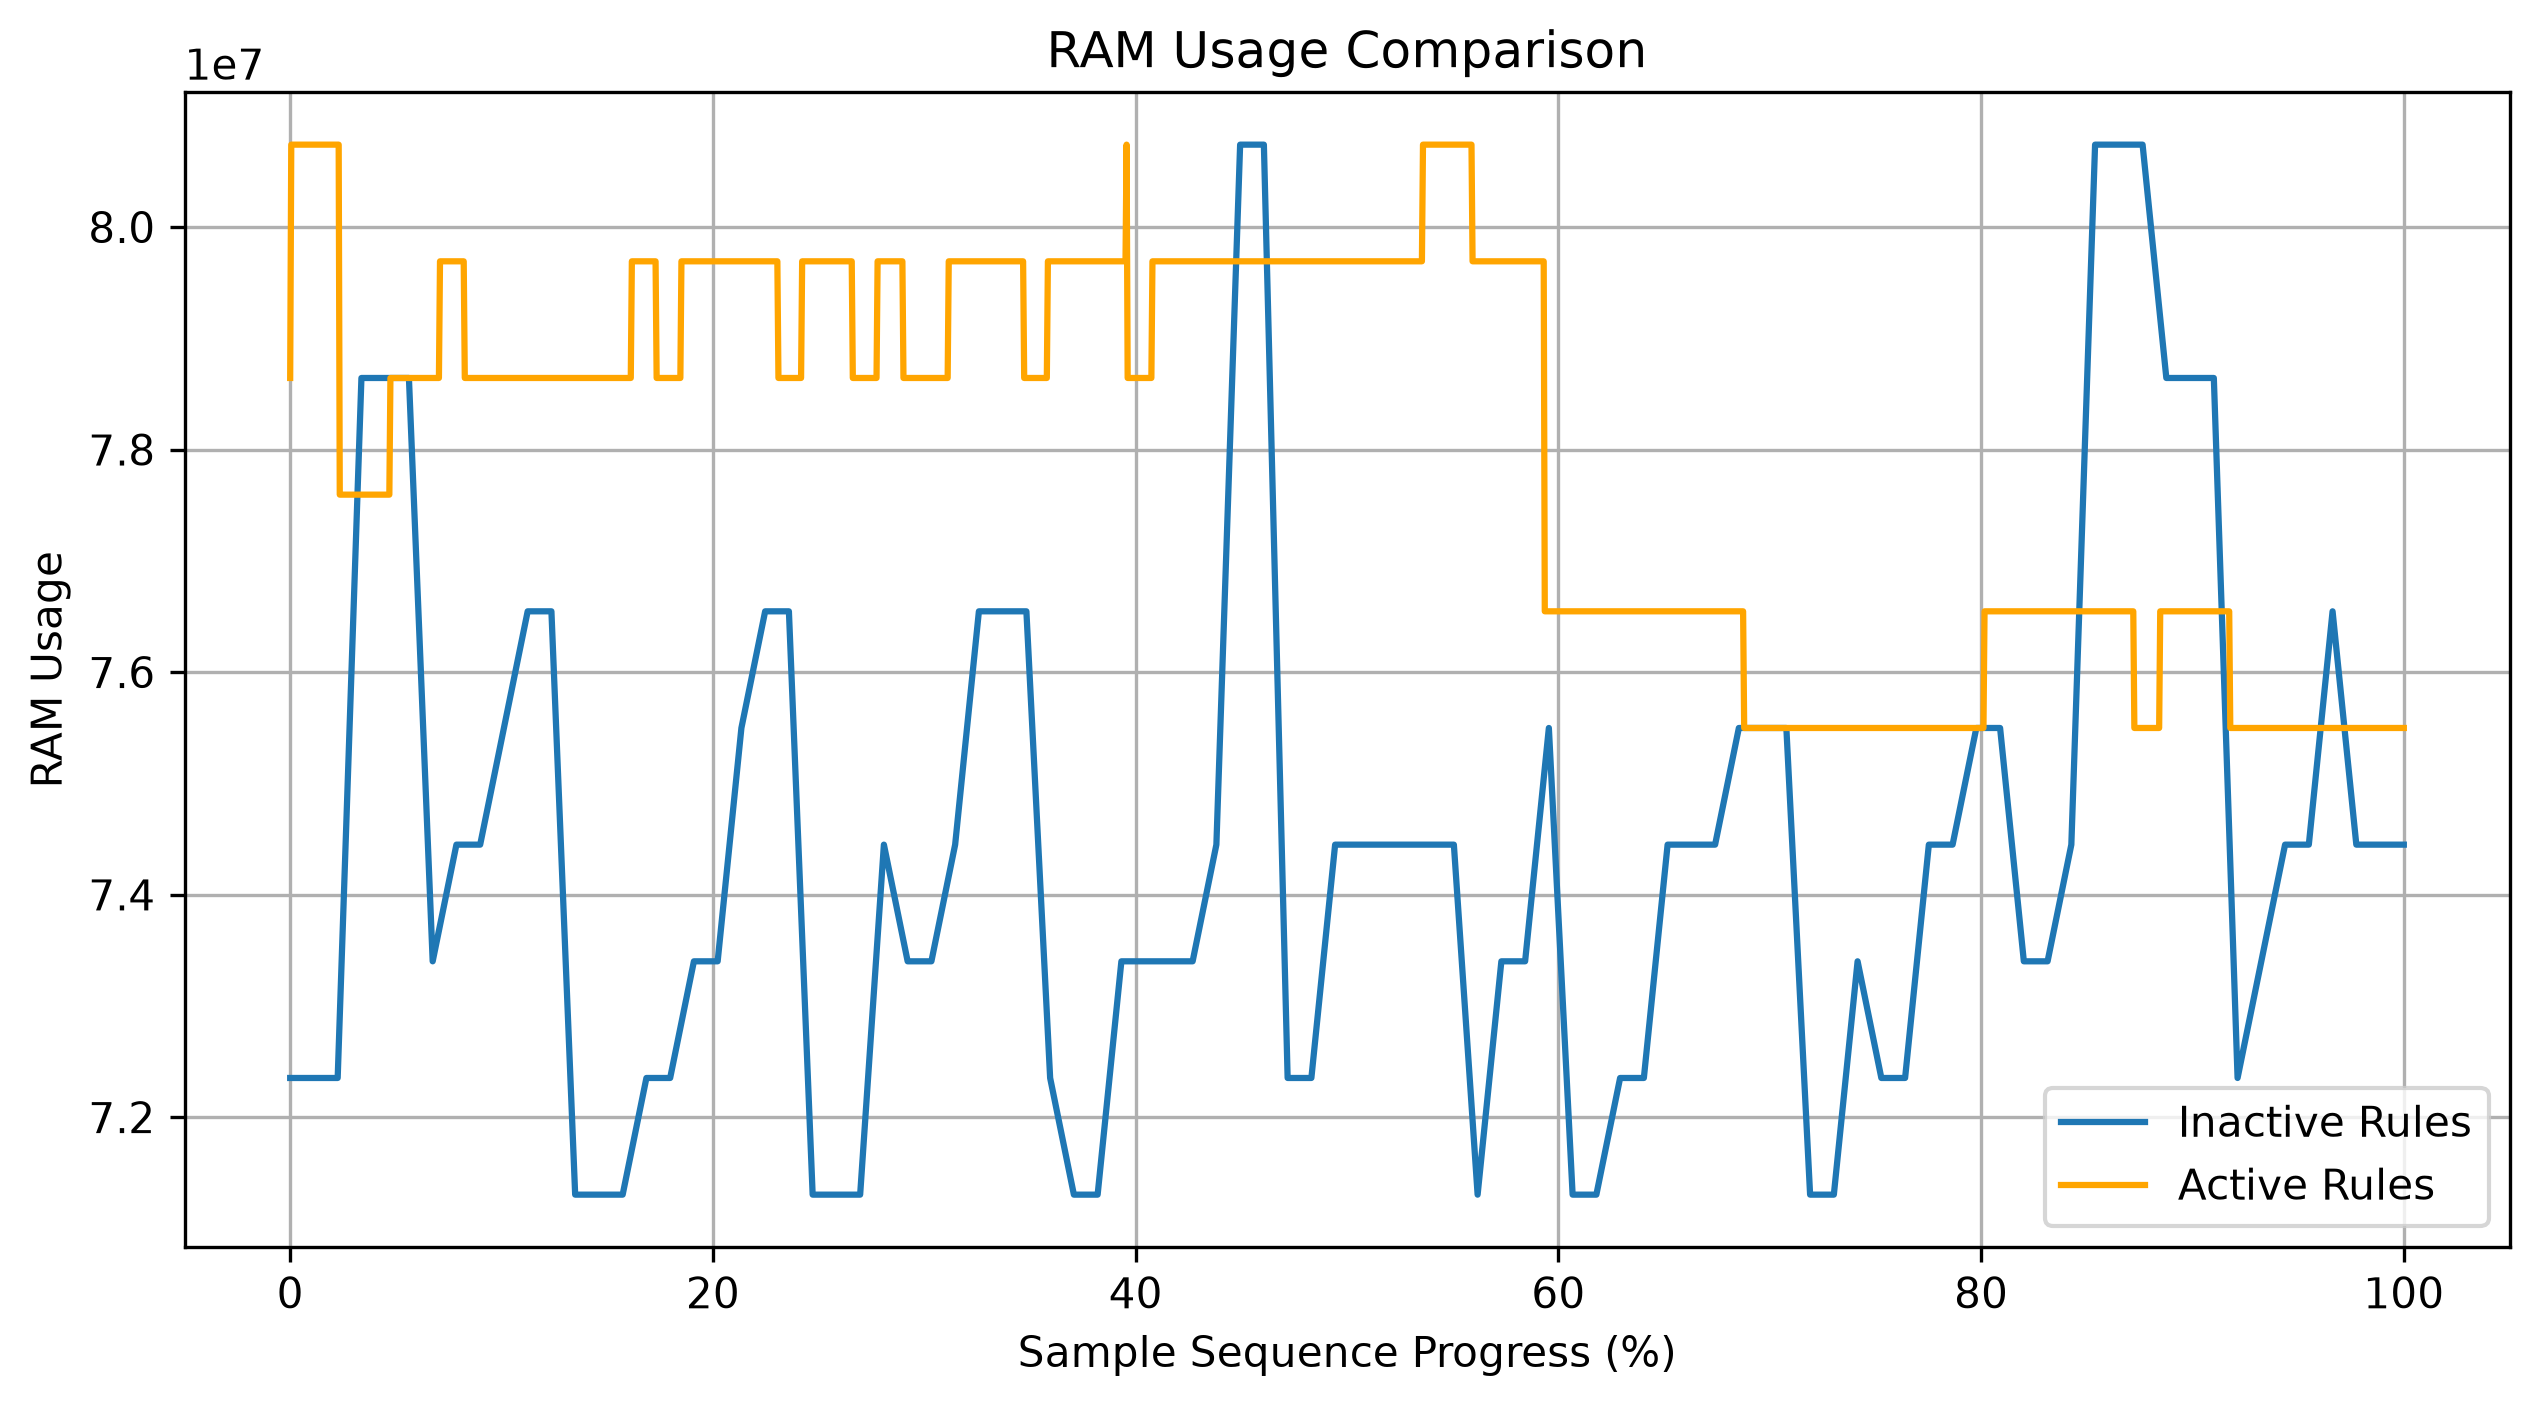 RAM Usage Comparison
1e7
8.0
7.8
7.6
7.4
7.2
RAM Usage
0 20 40 60 80 100
Sample Sequence Progress (%)
Inactive Rules
Active Rules